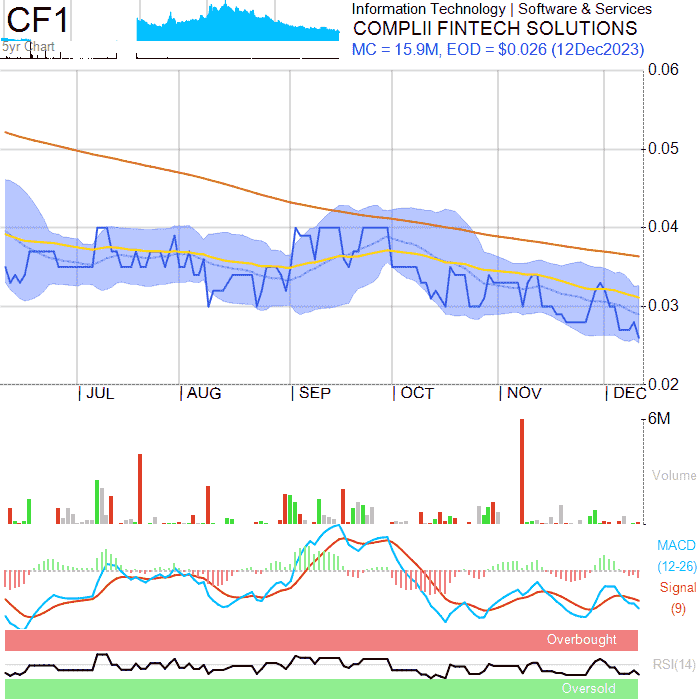 CF1
5yr Chart
Information Technology | Software & Services
COMPLII FINTECH SOLUTIONS
MC = 15.9M, EOD = $0.026 (12Dec2023)
0.06
0.05
0.04
0.03
0.02
JUL AUG SEP OCT NOV DEC
6M
Volume
MACD
(12-26)
Signal
(9)
Overbought
RSI(14)
Oversold